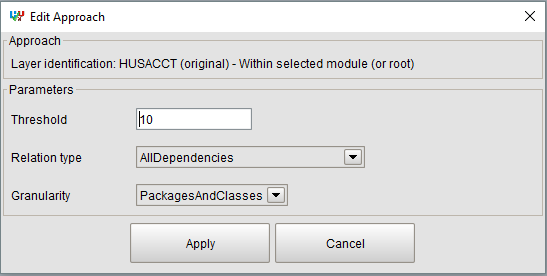 Edit Approach
Approach
Layer identification: HUSACCT (original) - Within selected module (or root)
Parameters
Threshold 10
Relation type AllDependencies
Granularity PackagesAndClasses
Apply Cancel